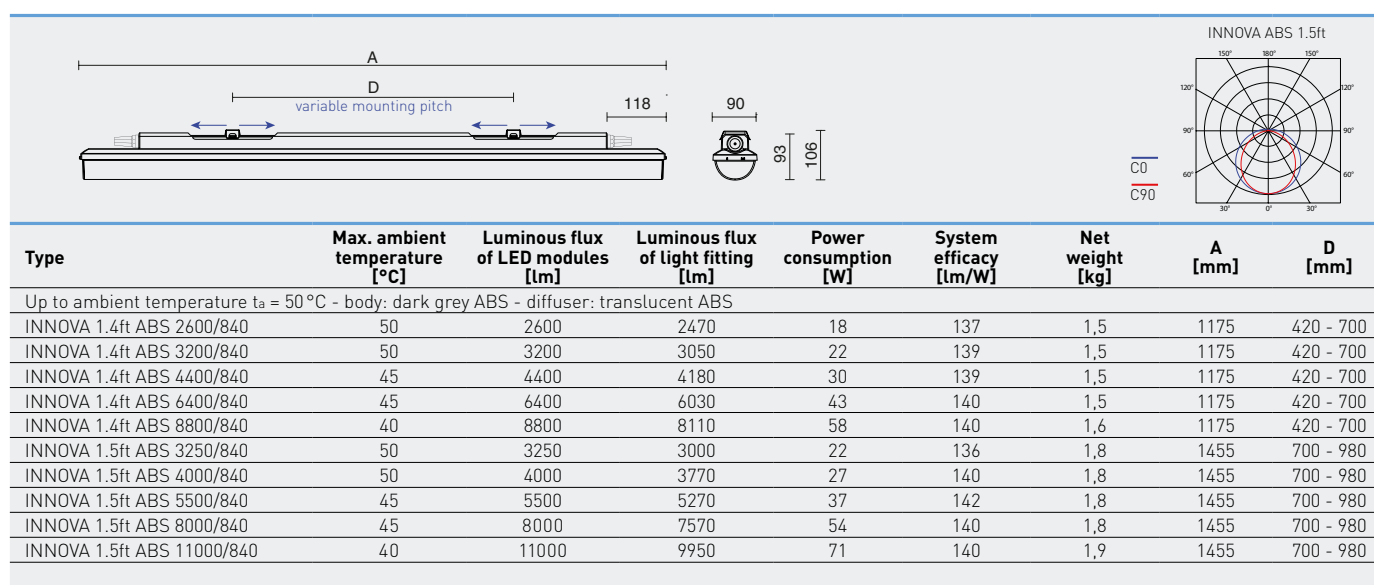 INNOVA ABS 1.5ft
A
D
variable mounting pitch
118
90
93
106
150° 180° 150°
120° 120°
90° 90°
60° 60°
30° 0° 30°
C0
C90
Type Max. ambient temperature [°C] Luminous flux of LED modules [lm] Luminous flux of light fitting [lm] Power consumption [W] System efficacy [lm/W] Net weight [kg] A [mm] D [mm]
Up to ambient temperature ta = 50°C - body: dark grey ABS - diffuser: translucent ABS
INNOVA 1.4ft ABS 2600/840 50 2600 2470 18 137 1,5 1175 420 - 700
INNOVA 1.4ft ABS 3200/840 50 3200 3050 22 139 1,5 1175 420 - 700
INNOVA 1.4ft ABS 4400/840 45 4400 4180 30 139 1,5 1175 420 - 700
INNOVA 1.4ft ABS 6400/840 45 6400 6030 43 140 1,5 1175 420 - 700
INNOVA 1.4ft ABS 8800/840 40 8800 8110 58 140 1,6 1175 420 - 700
INNOVA 1.5ft ABS 3250/840 50 3250 3000 22 136 1,8 1455 700 - 980
INNOVA 1.5ft ABS 4000/840 50 4000 3770 27 140 1,8 1455 700 - 980
INNOVA 1.5ft ABS 5500/840 45 5500 5270 37 142 1,8 1455 700 - 980
INNOVA 1.5ft ABS 8000/840 45 8000 7570 54 140 1,8 1455 700 - 980
INNOVA 1.5ft ABS 11000/840 40 11000 9950 71 140 1,9 1455 700 - 980